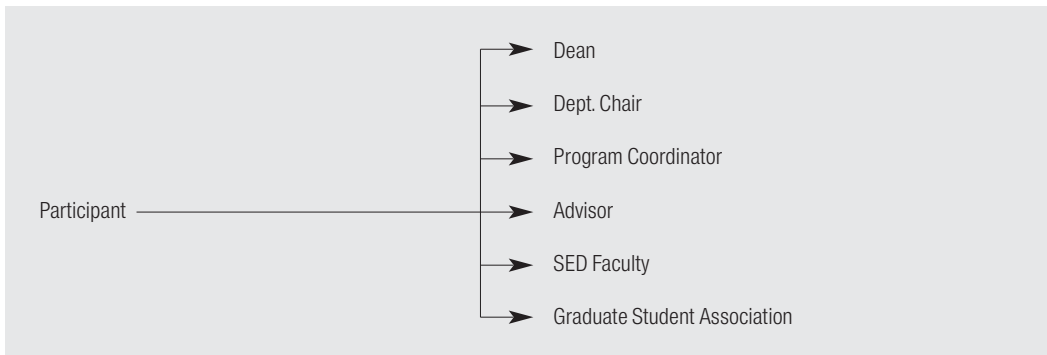 Dean
Dept. Chair
Program Coordinator
Participant
Advisor
SED Faculty
Graduate Student Association